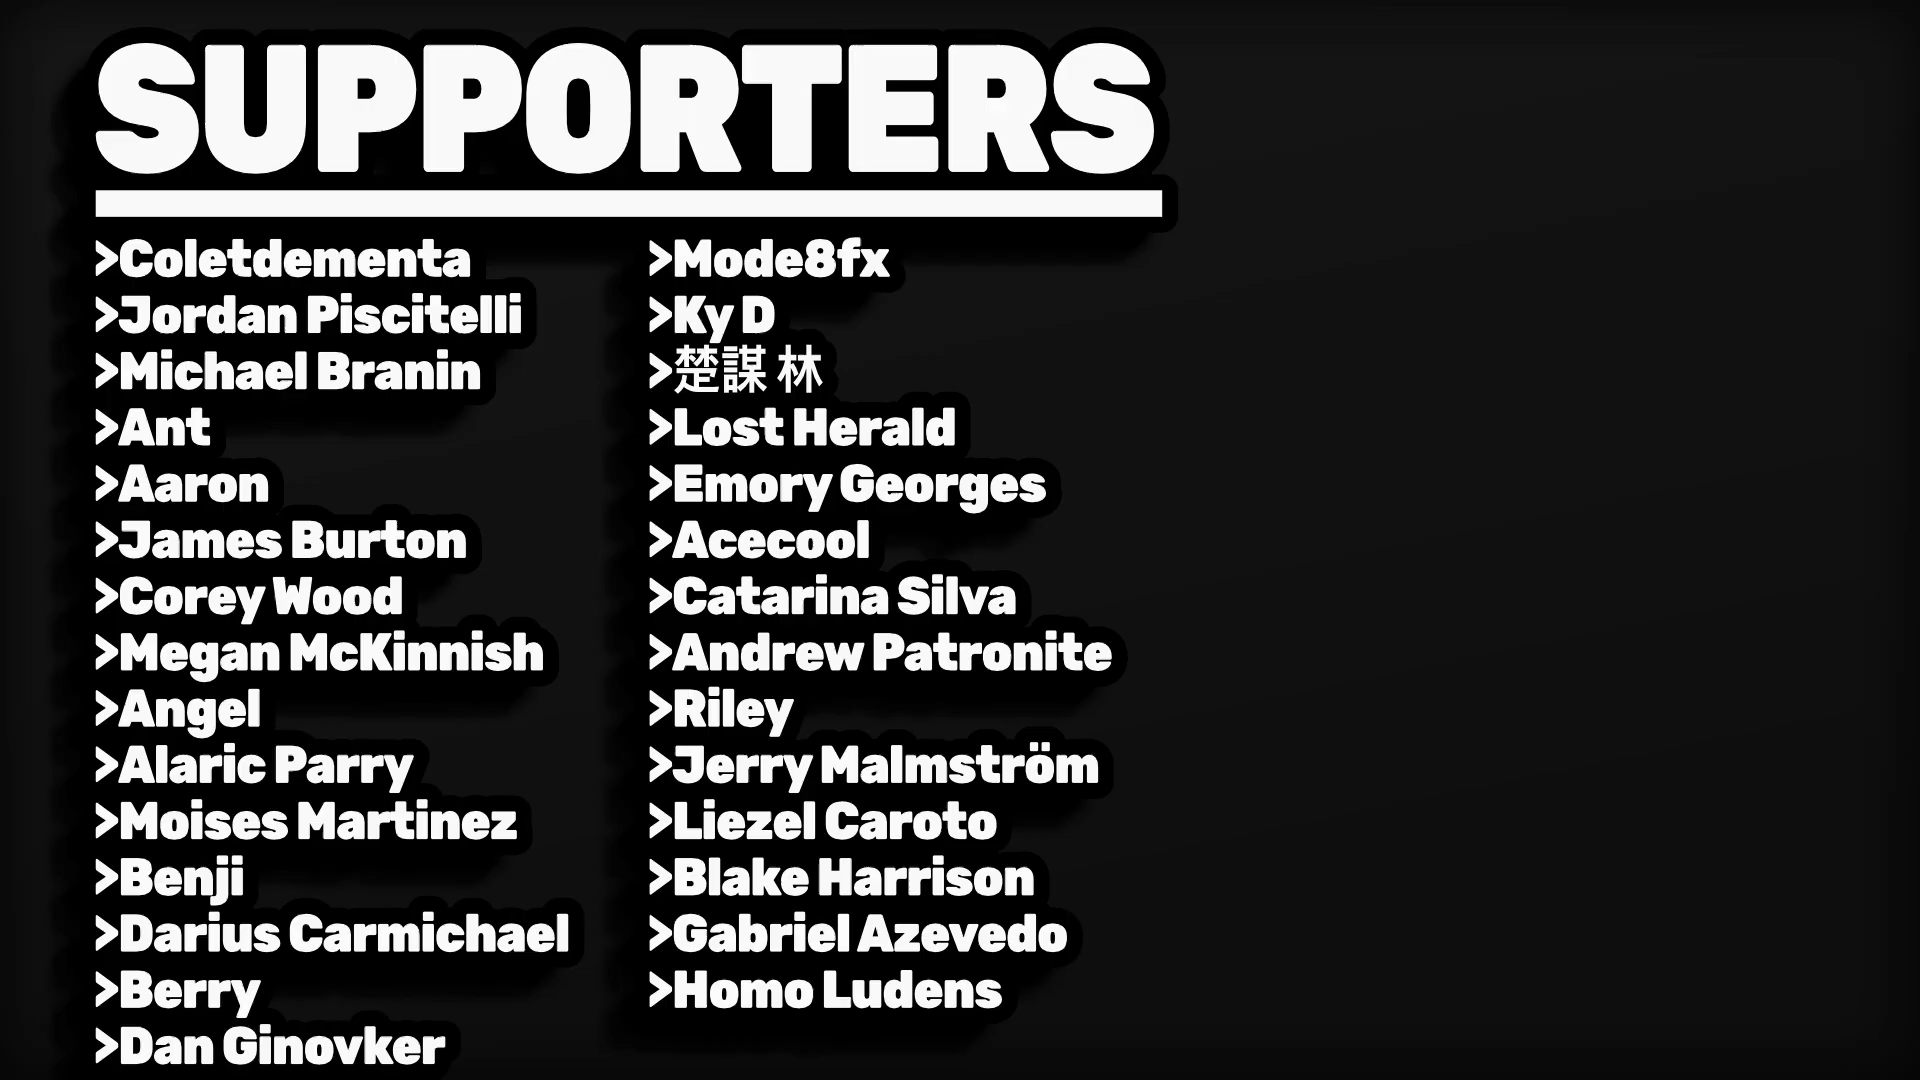 SUPPORTERS
>Coletdementa
>Jordan Piscitelli
>Michael Branin
>Ant
>Aaron
>James Burton
>Corey Wood
>Megan McKinnish
>Angel
>Alaric Parry
>Moises Martinez
>Benji
>Darius Carmichael
>Berry
>Dan Ginovker
>Mode8fx
>Ky D
>楚謀 林
>Lost Herald
>Emory Georges
>Acecool
>Catarina Silva
>Andrew Patronite
>Riley
>Jerry Malmström
>Liezel Caroto
>Blake Harrison
>Gabriel Azevedo
>Homo Ludens